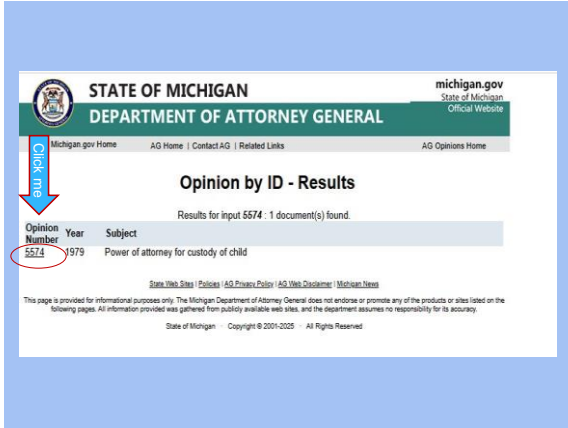 STATE OF MICHIGAN
DEPARTMENT OF ATTORNEY GENERAL
michigan.gov
State of Michigan
Official Website
Michigan.gov Home
AG Home | Contact AG | Related Links
AG Opinions Home
Click me
Opinion by ID - Results
Results for input 5574 : 1 document(s) found.
Opinion Number Year Subject
5574 1979 Power of attorney for custody of child
State Web Sites | Policies | AG Privacy Policy | AG Web Disclaimer | Michigan News
This page is provided for informational purposes only. The Michigan Department of Attorney General does not endorse or promote any of the products or sites listed on the
following pages. All information provided was gathered from publicly available web sites, and the department assumes no responsibility for its accuracy.
State of Michigan - Copyright © 2001-2025 - All Rights Reserved